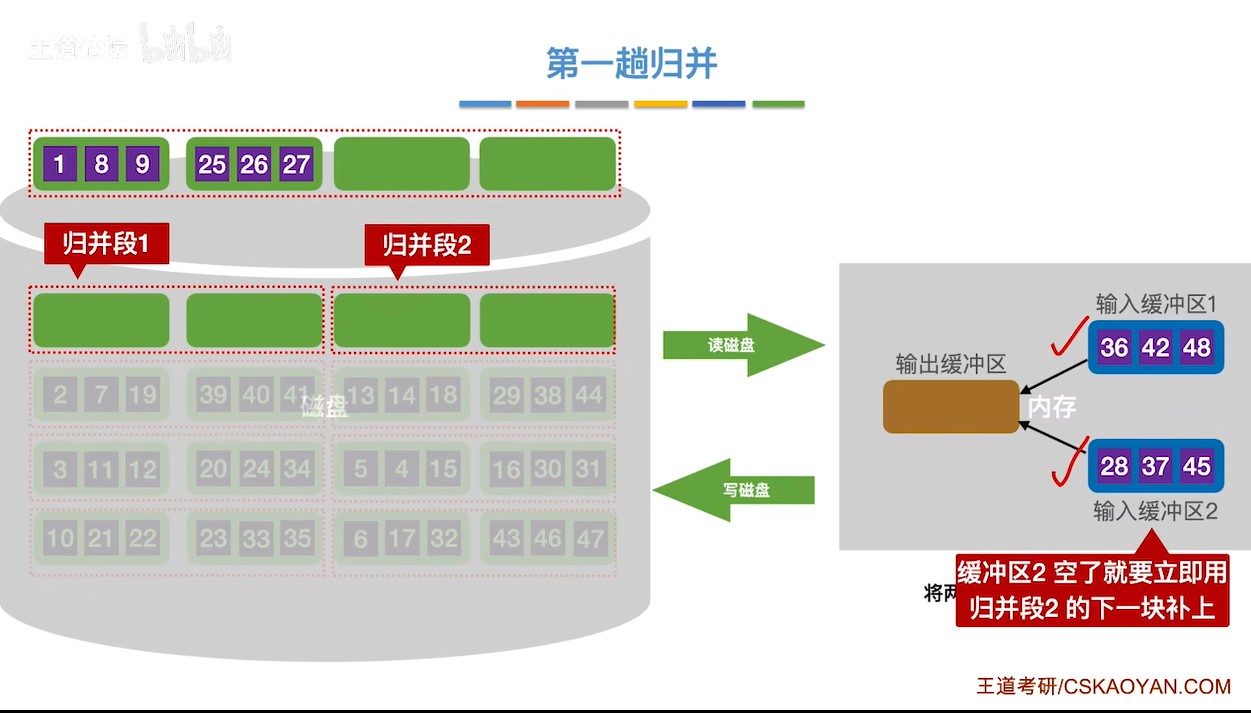 王道论坛 bilibili
第一趟归并
1 8 9 25 26 27
归并段1 归并段2
2 7 19 39 40 41 13 14 18 29 38 44
磁盘
3 11 12 20 24 34 5 4 15 16 30 31
10 21 22 23 33 35 6 17 32 43 46 47
读磁盘
写磁盘
输入缓冲区1
36 42 48
输出缓冲区
内存
28 37 45
输入缓冲区2
缓冲区2 空了就要立即用
归并段2 的下一块补上
将两
王道考研/CSKAOYAN.COM